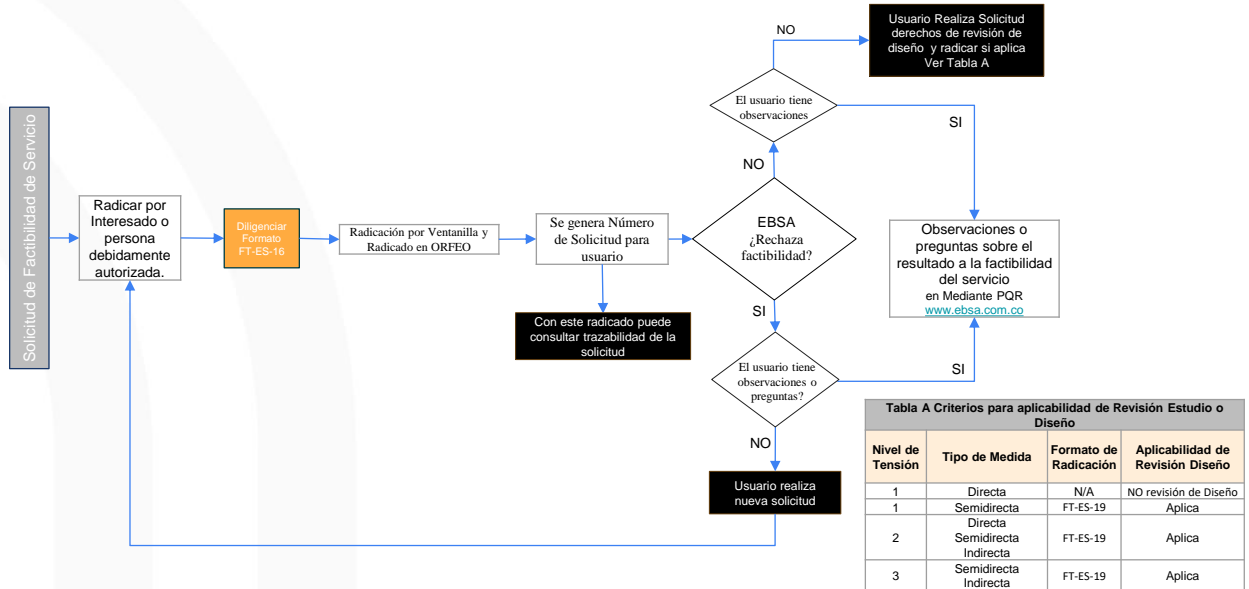 Solicitud de Factibilidad de Servicio
Radicar por
Interesado o
persona
debidamente
autorizada.
Diligenciar
Formato
FT-ES-16
Radicación por Ventanilla y
Radicado en ORFEO
Se genera Número
de Solicitud para
usuario
Con este radicado puede
consultar trazabilidad de la
solicitud
EBSA
¿Rechaza
factibilidad?
NO
El usuario tiene
observaciones
NO
Usuario Realiza Solicitud
derechos de revisión de
diseño y radicar si aplica
Ver Tabla A
SI
Observaciones o
preguntas sobre el
resultado a la factibilidad
del servicio
en Mediante PQR
www.ebsa.com.co
SI
El usuario tiene
observaciones o
preguntas?
SI
NO
Usuario realiza
nueva solicitud
Tabla A Criterios para aplicabilidad de Revisión Estudio o
Diseño
Nivel de
Tensión
Tipo de Medida
Formato de
Radicación
Aplicabilidad de
Revisión Diseño
1 Directa N/A NO revisión de Diseño
1 Semidirecta FT-ES-19 Aplica
2 Directa
Semidirecta
Indirecta
FT-ES-19 Aplica
3 Semidirecta
Indirecta
FT-ES-19 Aplica